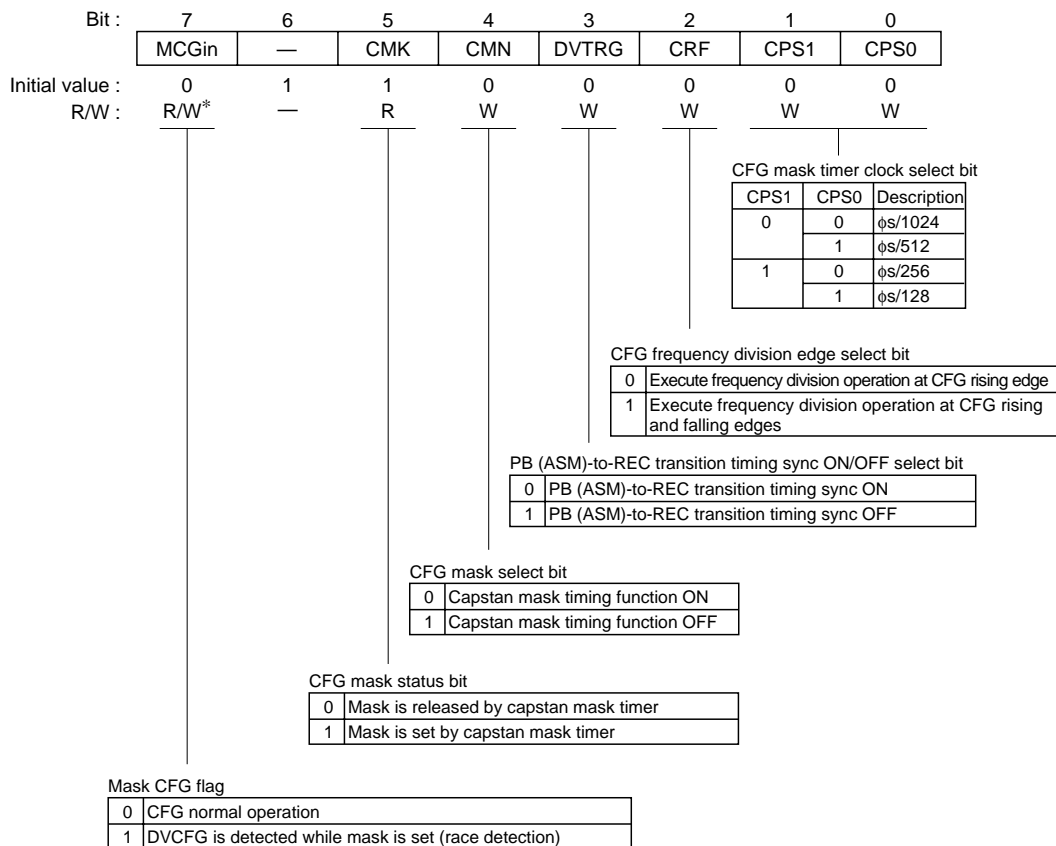 Bit : 7 6 5 4 3 2 1 0
MCGin — CMK CMN DVTRG CRF CPS1 CPS0
Initial value : 0 1 1 0 0 0 0 0
R/W : R/W* — R W W W W W
CFG mask timer clock select bit
CPS1 CPS0 Description
0 0 ϕs/1024
1 ϕs/512
1 0 ϕs/256
1 ϕs/128
CFG frequency division edge select bit
0 Execute frequency division operation at CFG rising edge
1 Execute frequency division operation at CFG rising
and falling edges
PB (ASM)-to-REC transition timing sync ON/OFF select bit
0 PB (ASM)-to-REC transition timing sync ON
1 PB (ASM)-to-REC transition timing sync OFF
CFG mask select bit
0 Capstan mask timing function ON
1 Capstan mask timing function OFF
CFG mask status bit
0 Mask is released by capstan mask timer
1 Mask is set by capstan mask timer
Mask CFG flag
0 CFG normal operation
1 DVCFG is detected while mask is set (race detection)